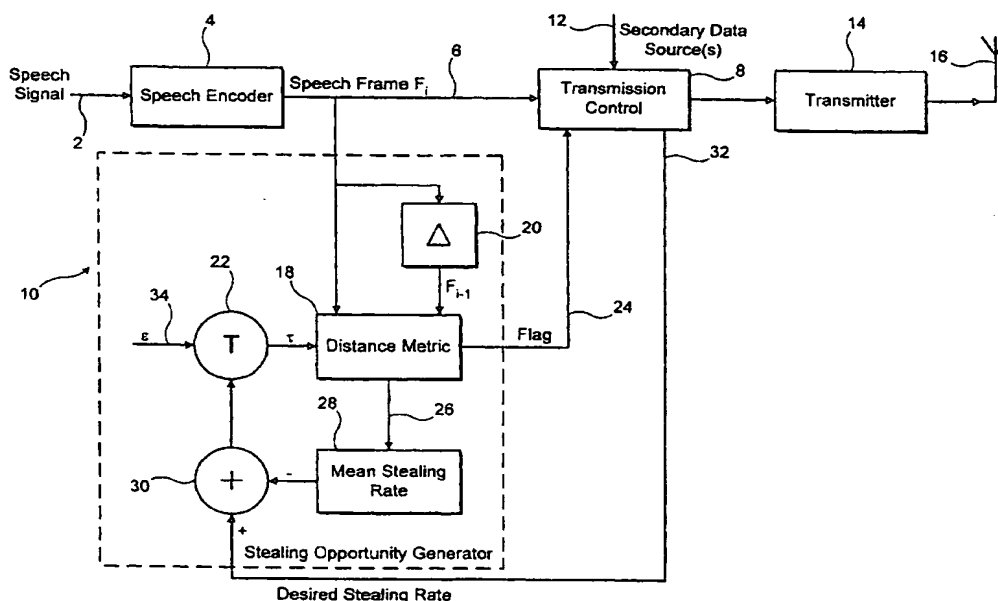 12
Secondary Data
Source(s)
14
4
6
8
16
Speech
Signal
Speech Encoder
Speech Frame Fi
Transmission
Control
Transmitter
2
32
Δ
20
10
22
18
Fi-1
34
24
ε
T
τ
Distance Metric
Flag
28
26
30
+
-
Mean Stealing
Rate
+
Stealing Opportunity Generator
Desired Stealing Rate